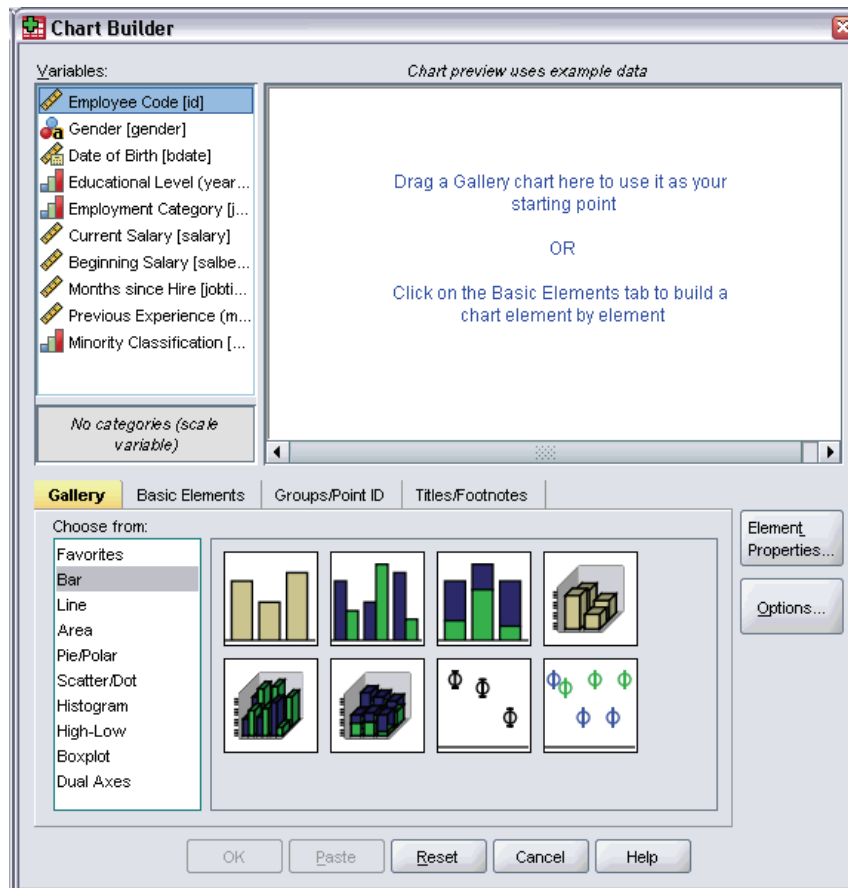 Chart Builder
Variables:
Chart preview uses example data
Employee Code [id]
Gender [gender]
Date of Birth [bdate]
Educational Level (year...
Employment Category [j...
Current Salary [salary]
Beginning Salary [salbe...
Months since Hire [jobti...
Previous Experience (m...
Minority Classification [...
No categories (scale
variable)
Drag a Gallery chart here to use it as your
starting point
OR
Click on the Basic Elements tab to build a
chart element by element
Gallery
Basic Elements
Groups/Point ID
Titles/Footnotes
Choose from:
Favorites
Bar
Line
Area
Pie/Polar
Scatter/Dot
Histogram
High-Low
Boxplot
Dual Axes
Element
Properties...
Options...
OK
Paste
Reset
Cancel
Help